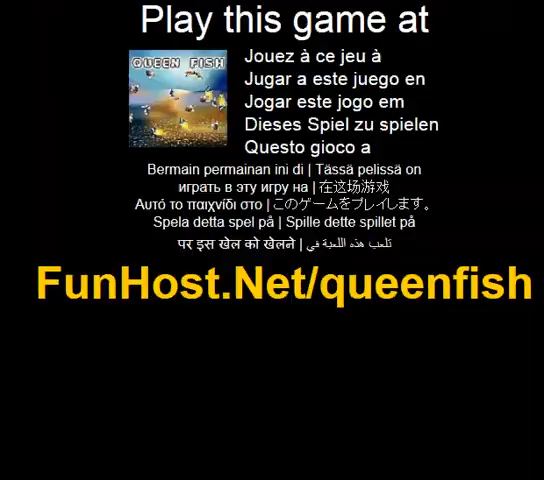 Play this game at
QUEEN FISH
Jouez à ce jeu à
Jugar a este juego en
Jogar este jogo em
Dieses Spiel zu spielen
Questo gioco a
Bermain permainan ini di | Tässä pelissä on
играть в эту игру на | 在这场游戏
Αυτό το παιχνίδι στο | このゲームをプレイします。
Spela detta spel på | Spille dette spillet på
पर इस खेल को खेलने | تلعب هذه اللعبة في
FunHost.Net/queenfish